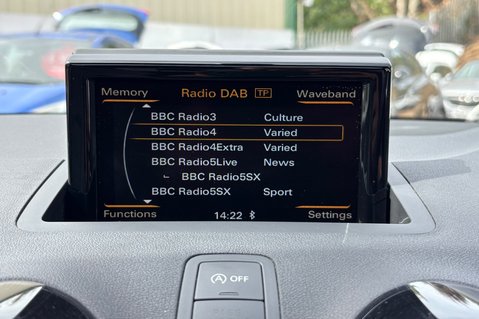 Memory Radio DAB TP Waveband
BBC Radio3 Culture
BBC Radio4 Varied
BBC Radio4Extra Varied
BBC Radio5Live News
BBC Radio5SX
BBC Radio5SX Sport
Functions 14:22 Settings
A OFF